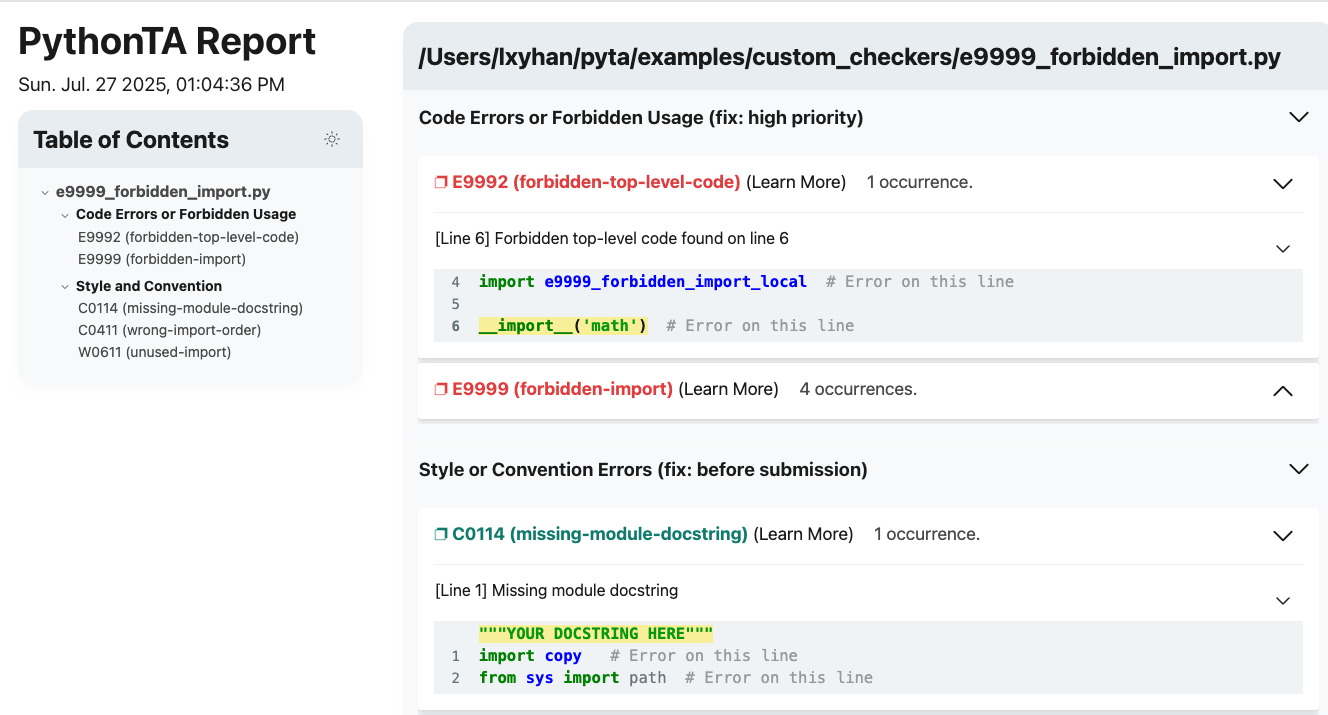 PythonTA Report
Sun. Jul. 27 2025, 01:04:36 PM
Table of Contents
e9999_forbidden_import.py
Code Errors or Forbidden Usage
E9992 (forbidden-top-level-code)
E9999 (forbidden-import)
Style and Convention
C0114 (missing-module-docstring)
C0411 (wrong-import-order)
W0611 (unused-import)
/Users/lxyhan/pyta/examples/custom_checkers/e9999_forbidden_import.py
Code Errors or Forbidden Usage (fix: high priority)
E9992 (forbidden-top-level-code) (Learn More) 1 occurrence.
[Line 6] Forbidden top-level code found on line 6
4 import e9999_forbidden_import_local # Error on this line
5
6 __import__('math') # Error on this line
E9999 (forbidden-import) (Learn More) 4 occurrences.
Style or Convention Errors (fix: before submission)
C0114 (missing-module-docstring) (Learn More) 1 occurrence.
[Line 1] Missing module docstring
"""YOUR DOCSTRING HERE"""
1 import copy # Error on this line
2 from sys import path # Error on this line